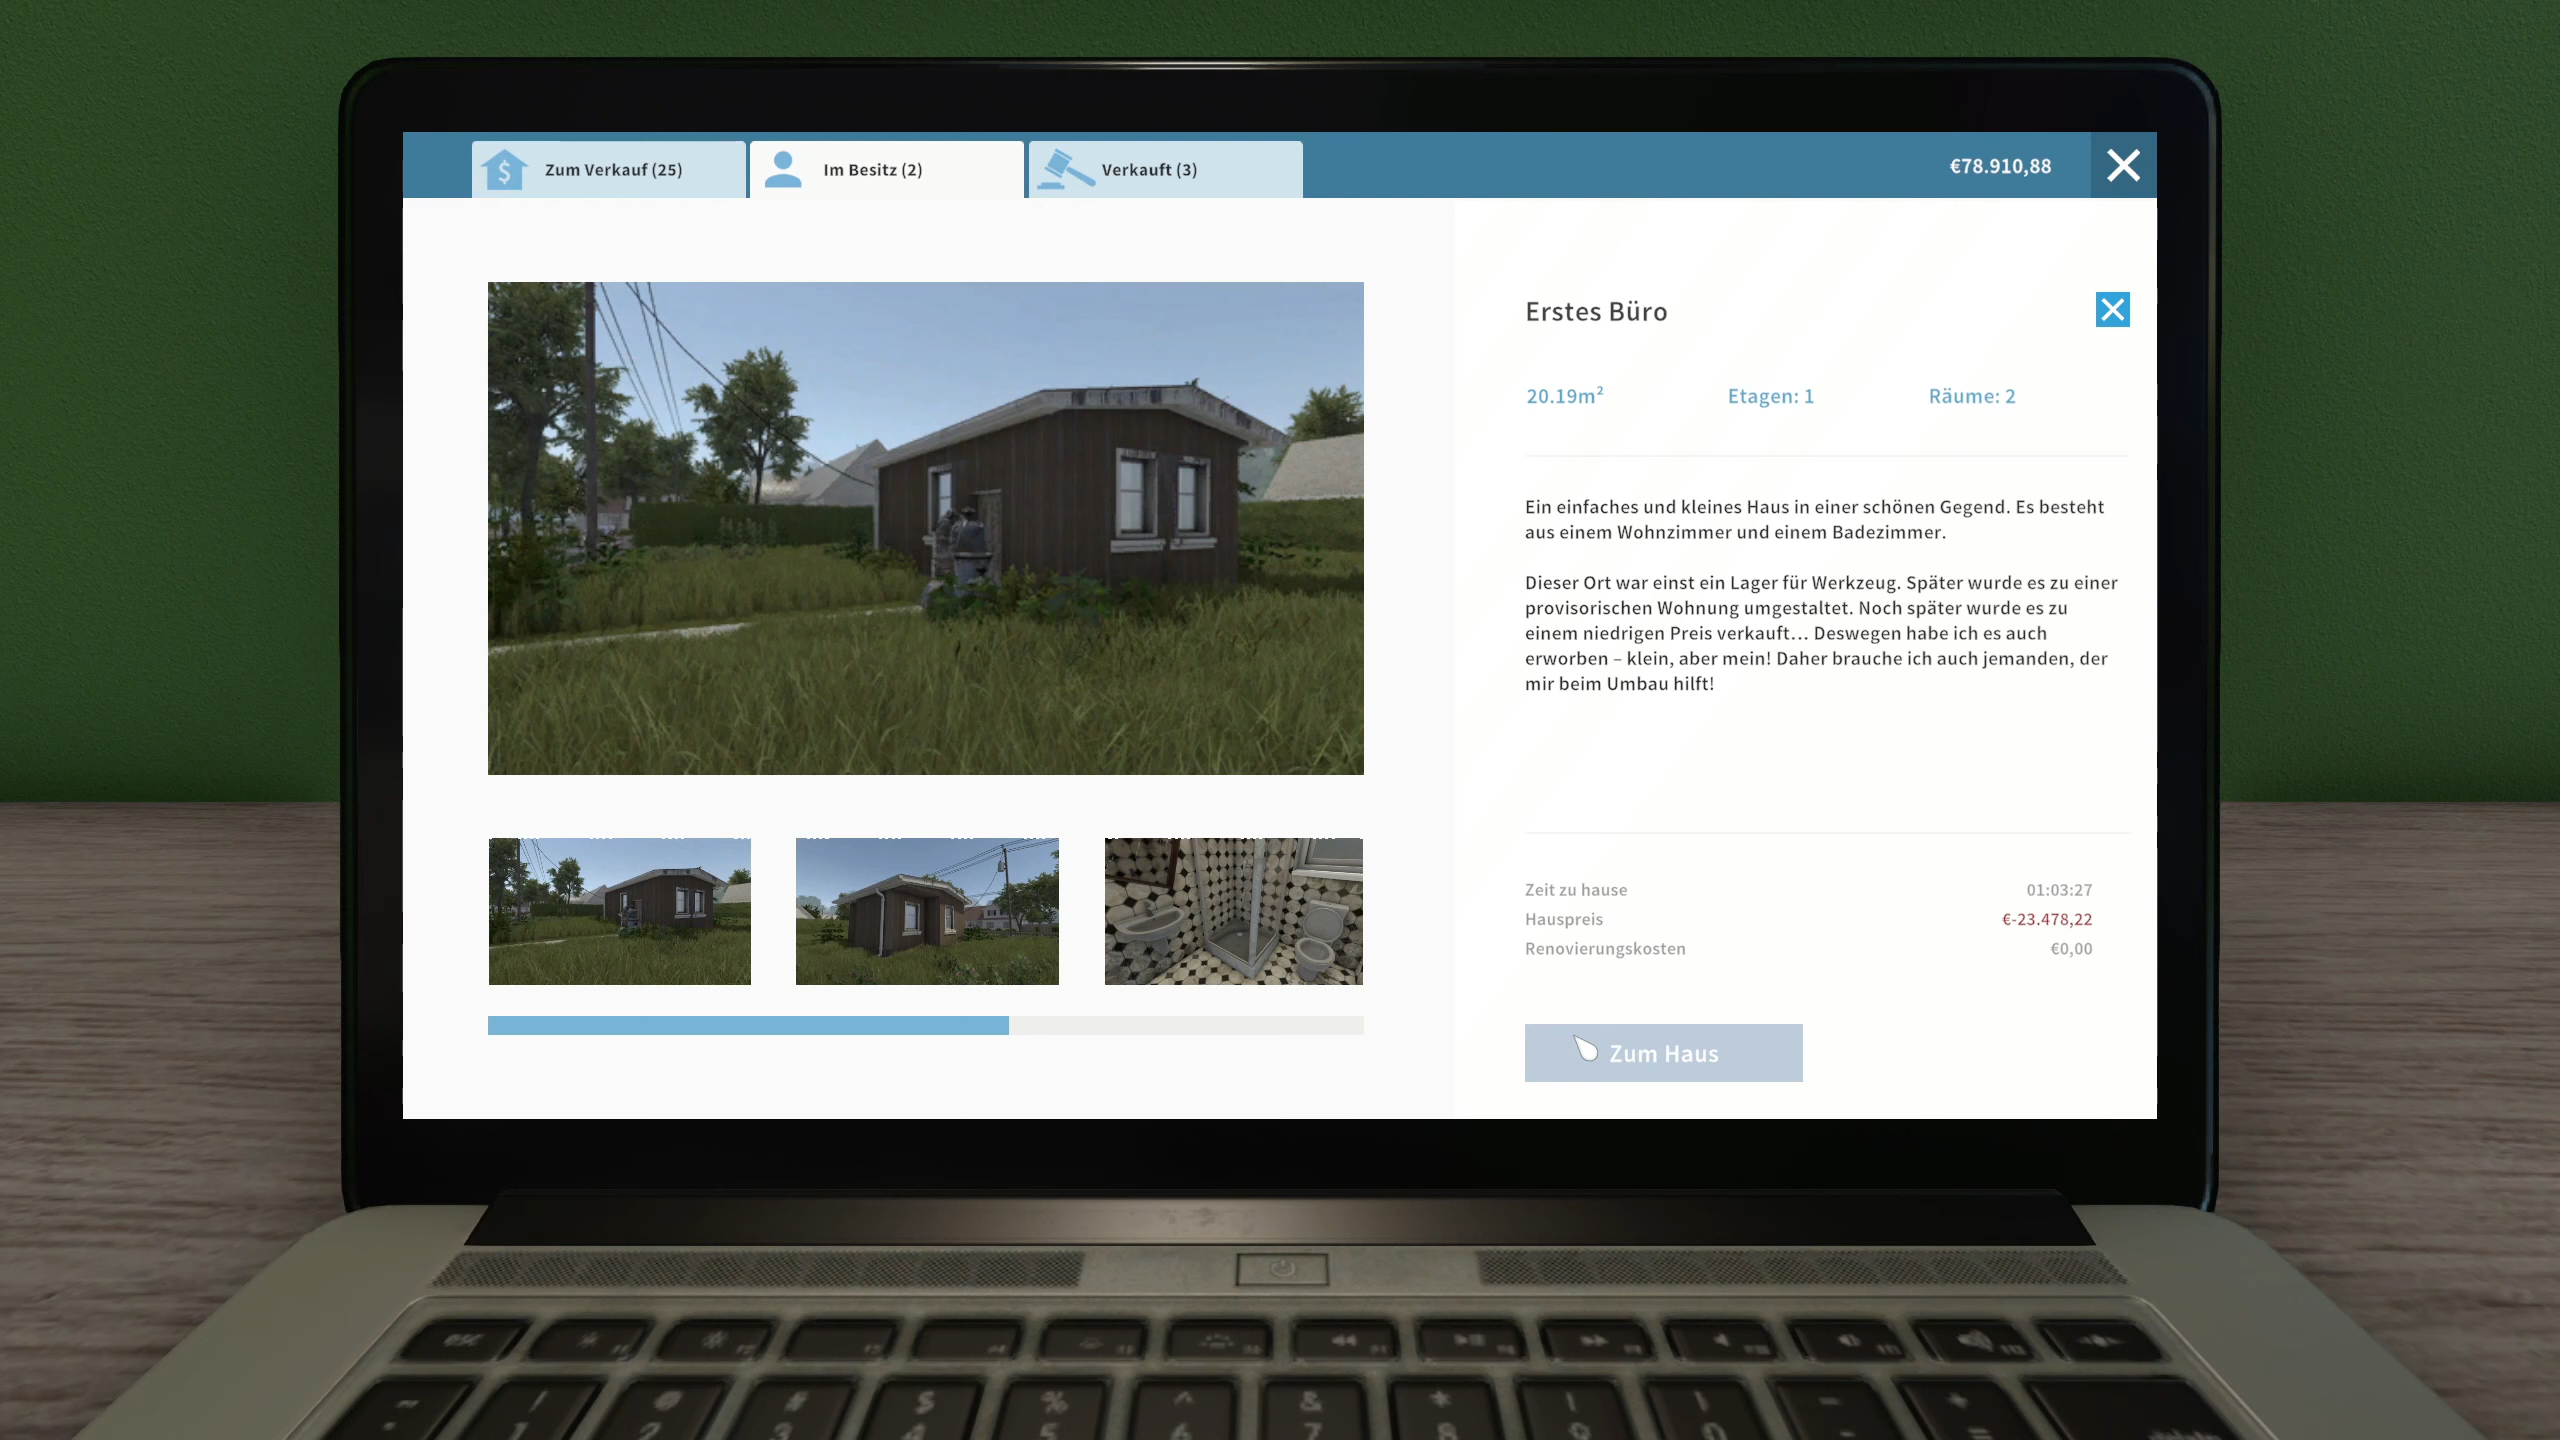 Zum Verkauf (25)
Im Besitz (2)
Verkauft (3)
€78.910,88
Erstes Büro
20.19m²
Etagen: 1
Räume: 2
Ein einfaches und kleines Haus in einer schönen Gegend. Es besteht
aus einem Wohnzimmer und einem Badezimmer.
Dieser Ort war einst ein Lager für Werkzeug. Später wurde es zu einer
provisorischen Wohnung umgestaltet. Noch später wurde es zu
einem niedrigen Preis verkauft... Deswegen habe ich es auch
erworben – klein, aber mein! Daher brauche ich auch jemanden, der
mir beim Umbau hilft!
Zeit zu hause
01:03:27
Hauspreis
€-23.478,22
Renovierungskosten
€0,00
Zum Haus
esc